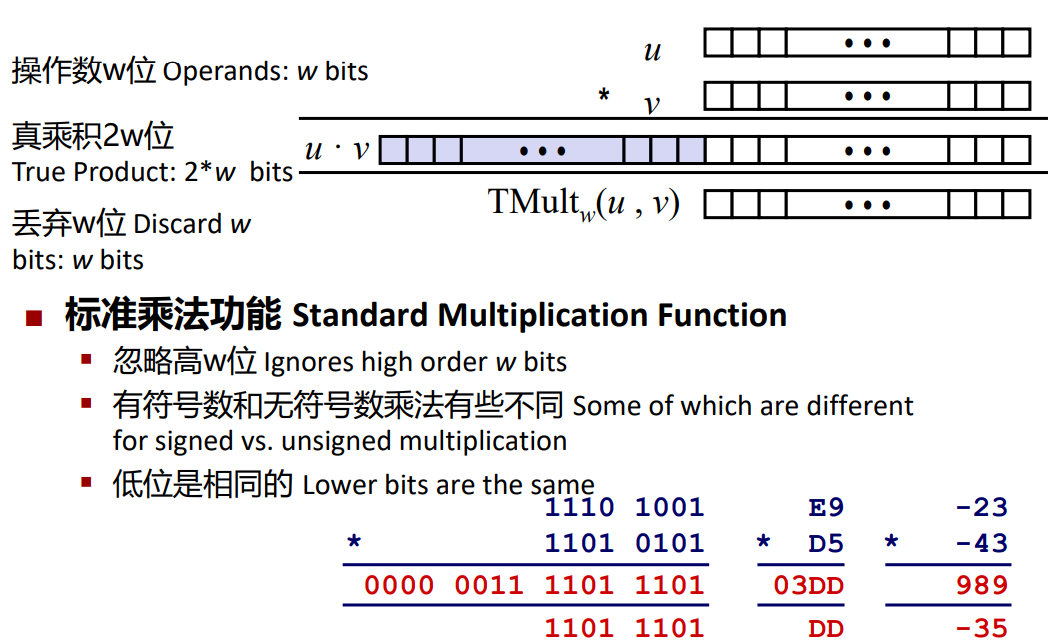 u
操作数w位 Operands: w bits
* v
真乘积2w位
True Product: 2*w bits
u · v
TMultw(u , v)
丢弃w位 Discard w
bits: w bits
标准乘法功能 Standard Multiplication Function
忽略高w位 Ignores high order w bits
有符号数和无符号数乘法有些不同 Some of which are different
for signed vs. unsigned multiplication
低位是相同的 Lower bits are the same
1110 1001 E9 -23
* 1101 0101 * D5 * -43
0000 0011 1101 1101 03DD 989
1101 1101 DD -35